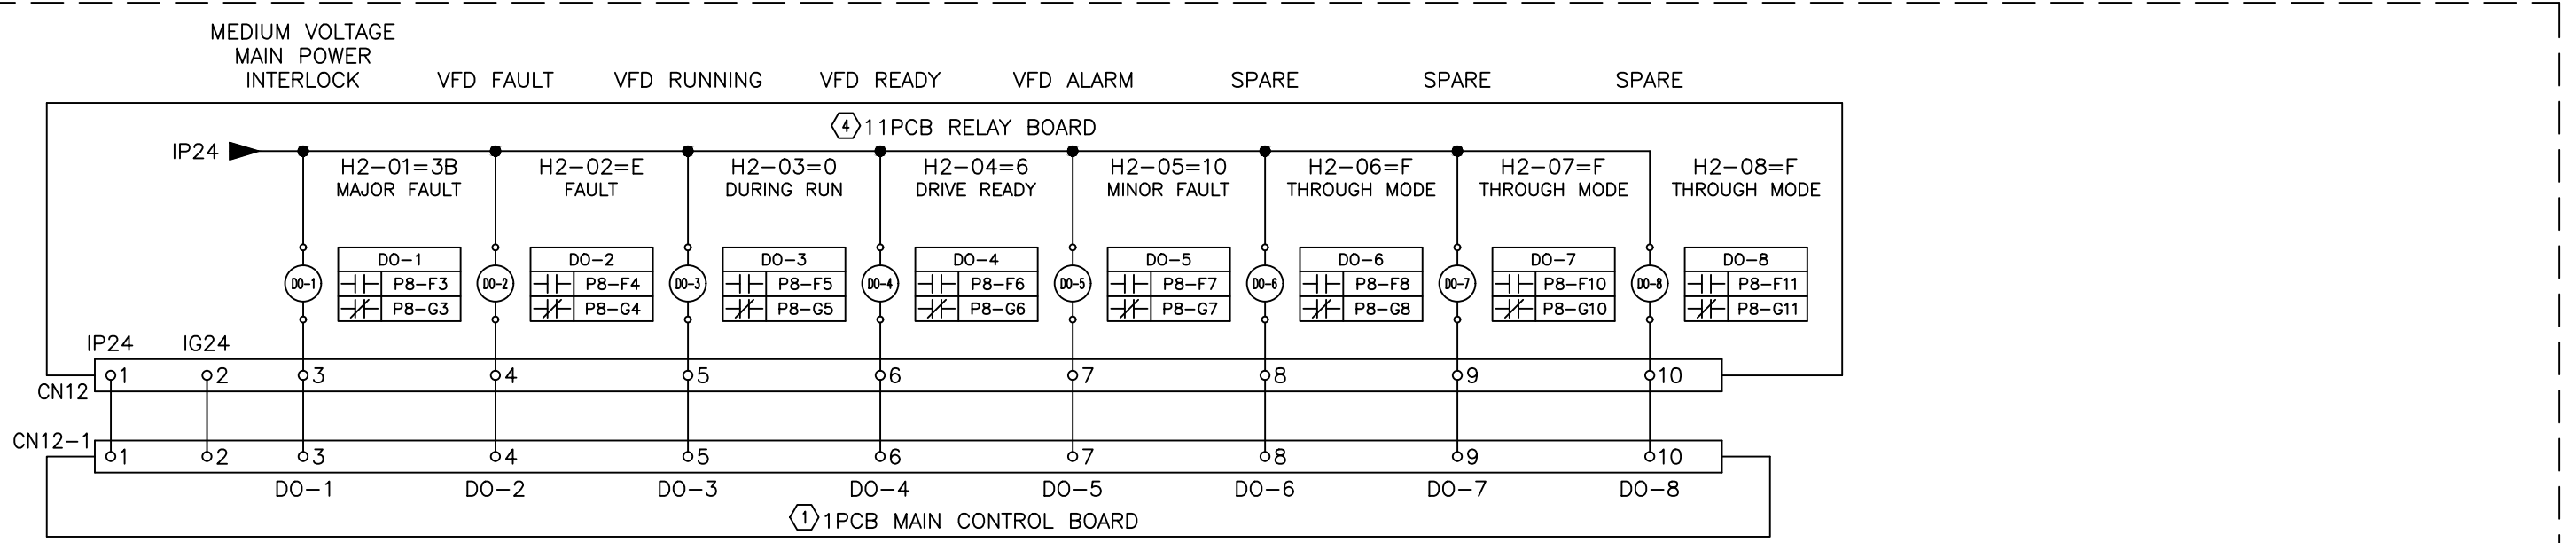 MEDIUM VOLTAGE
MAIN POWER
INTERLOCK VFD FAULT VFD RUNNING VFD READY VFD ALARM SPARE SPARE SPARE
4 11PCB RELAY BOARD
IP24
H2-01=3B H2-02=E H2-03=0 H2-04=6 H2-05=10 H2-06=F H2-07=F H2-08=F
MAJOR FAULT FAULT DURING RUN DRIVE READY MINOR FAULT THROUGH MODE THROUGH MODE THROUGH MODE
DO-1 DO-2 DO-3 DO-4 DO-5 DO-6 DO-7 DO-8
DO-1 P8-F3 DO-2 P8-F4 DO-3 P8-F5 DO-4 P8-F6 DO-5 P8-F7 DO-6 P8-F8 DO-7 P8-F10 DO-8 P8-F11
P8-G3 P8-G4 P8-G5 P8-G6 P8-G7 P8-G8 P8-G10 P8-G11
IP24 IG24
1 2 3 4 5 6 7 8 9 10
CN12
CN12-1
1 2 3 4 5 6 7 8 9 10
DO-1 DO-2 DO-3 DO-4 DO-5 DO-6 DO-7 DO-8
1 1PCB MAIN CONTROL BOARD